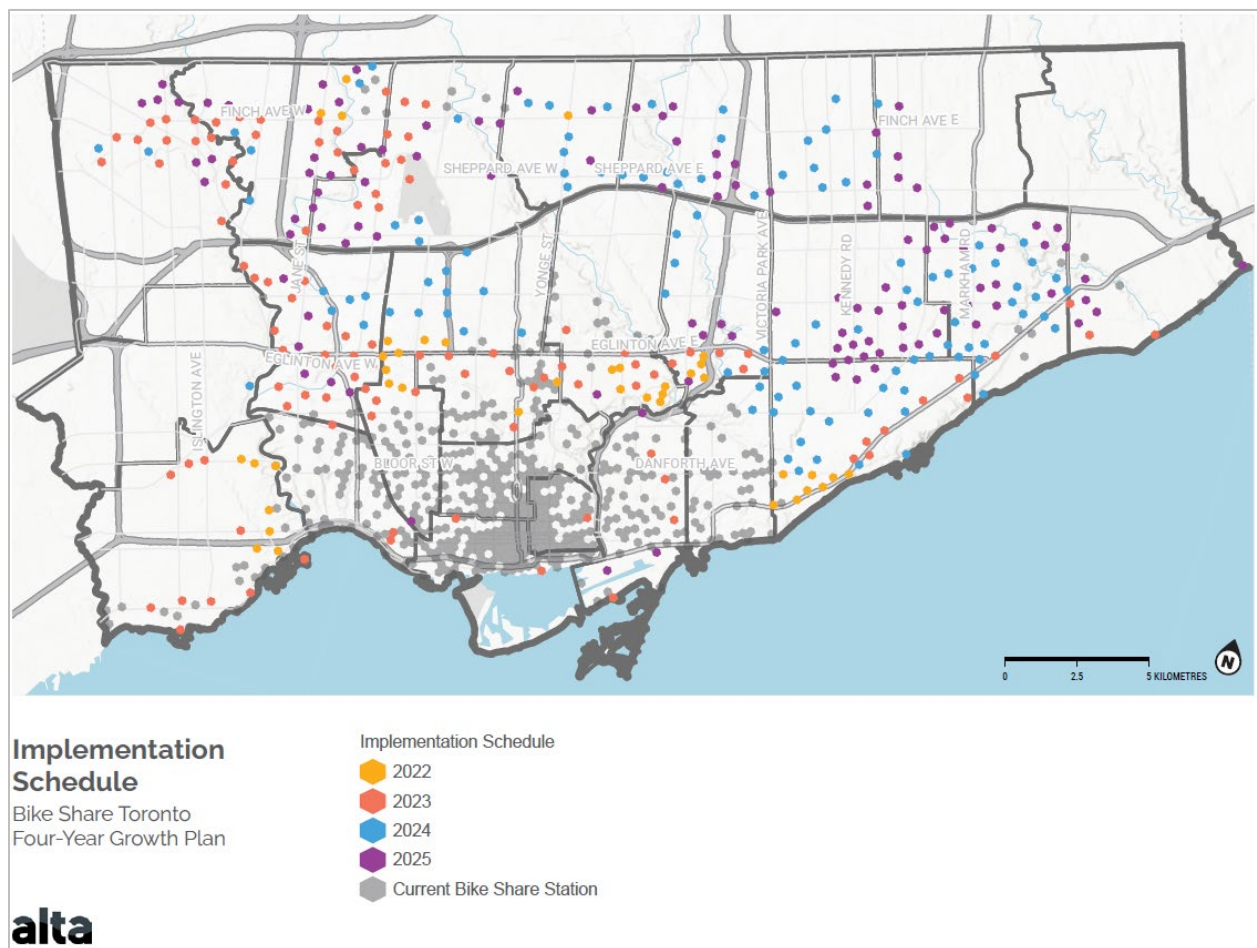 FINCH AVE W
FINCH AVE E
SHEPPARD AVE W
SHEPPARD AVE E
JANE ST
YONGE ST
VICTORIA PARK AVE
KENNEDY RD
MARKHAM RD
ISLINGTON AVE
EGLINTON AVE W
EGLINTON AVE E
BLOOR ST W
DANFORTH AVE
N
0 2.5 5 KILOMETRES
Implementation
Schedule
Bike Share Toronto
Four-Year Growth Plan
Implementation Schedule
2022
2023
2024
2025
Current Bike Share Station
alta